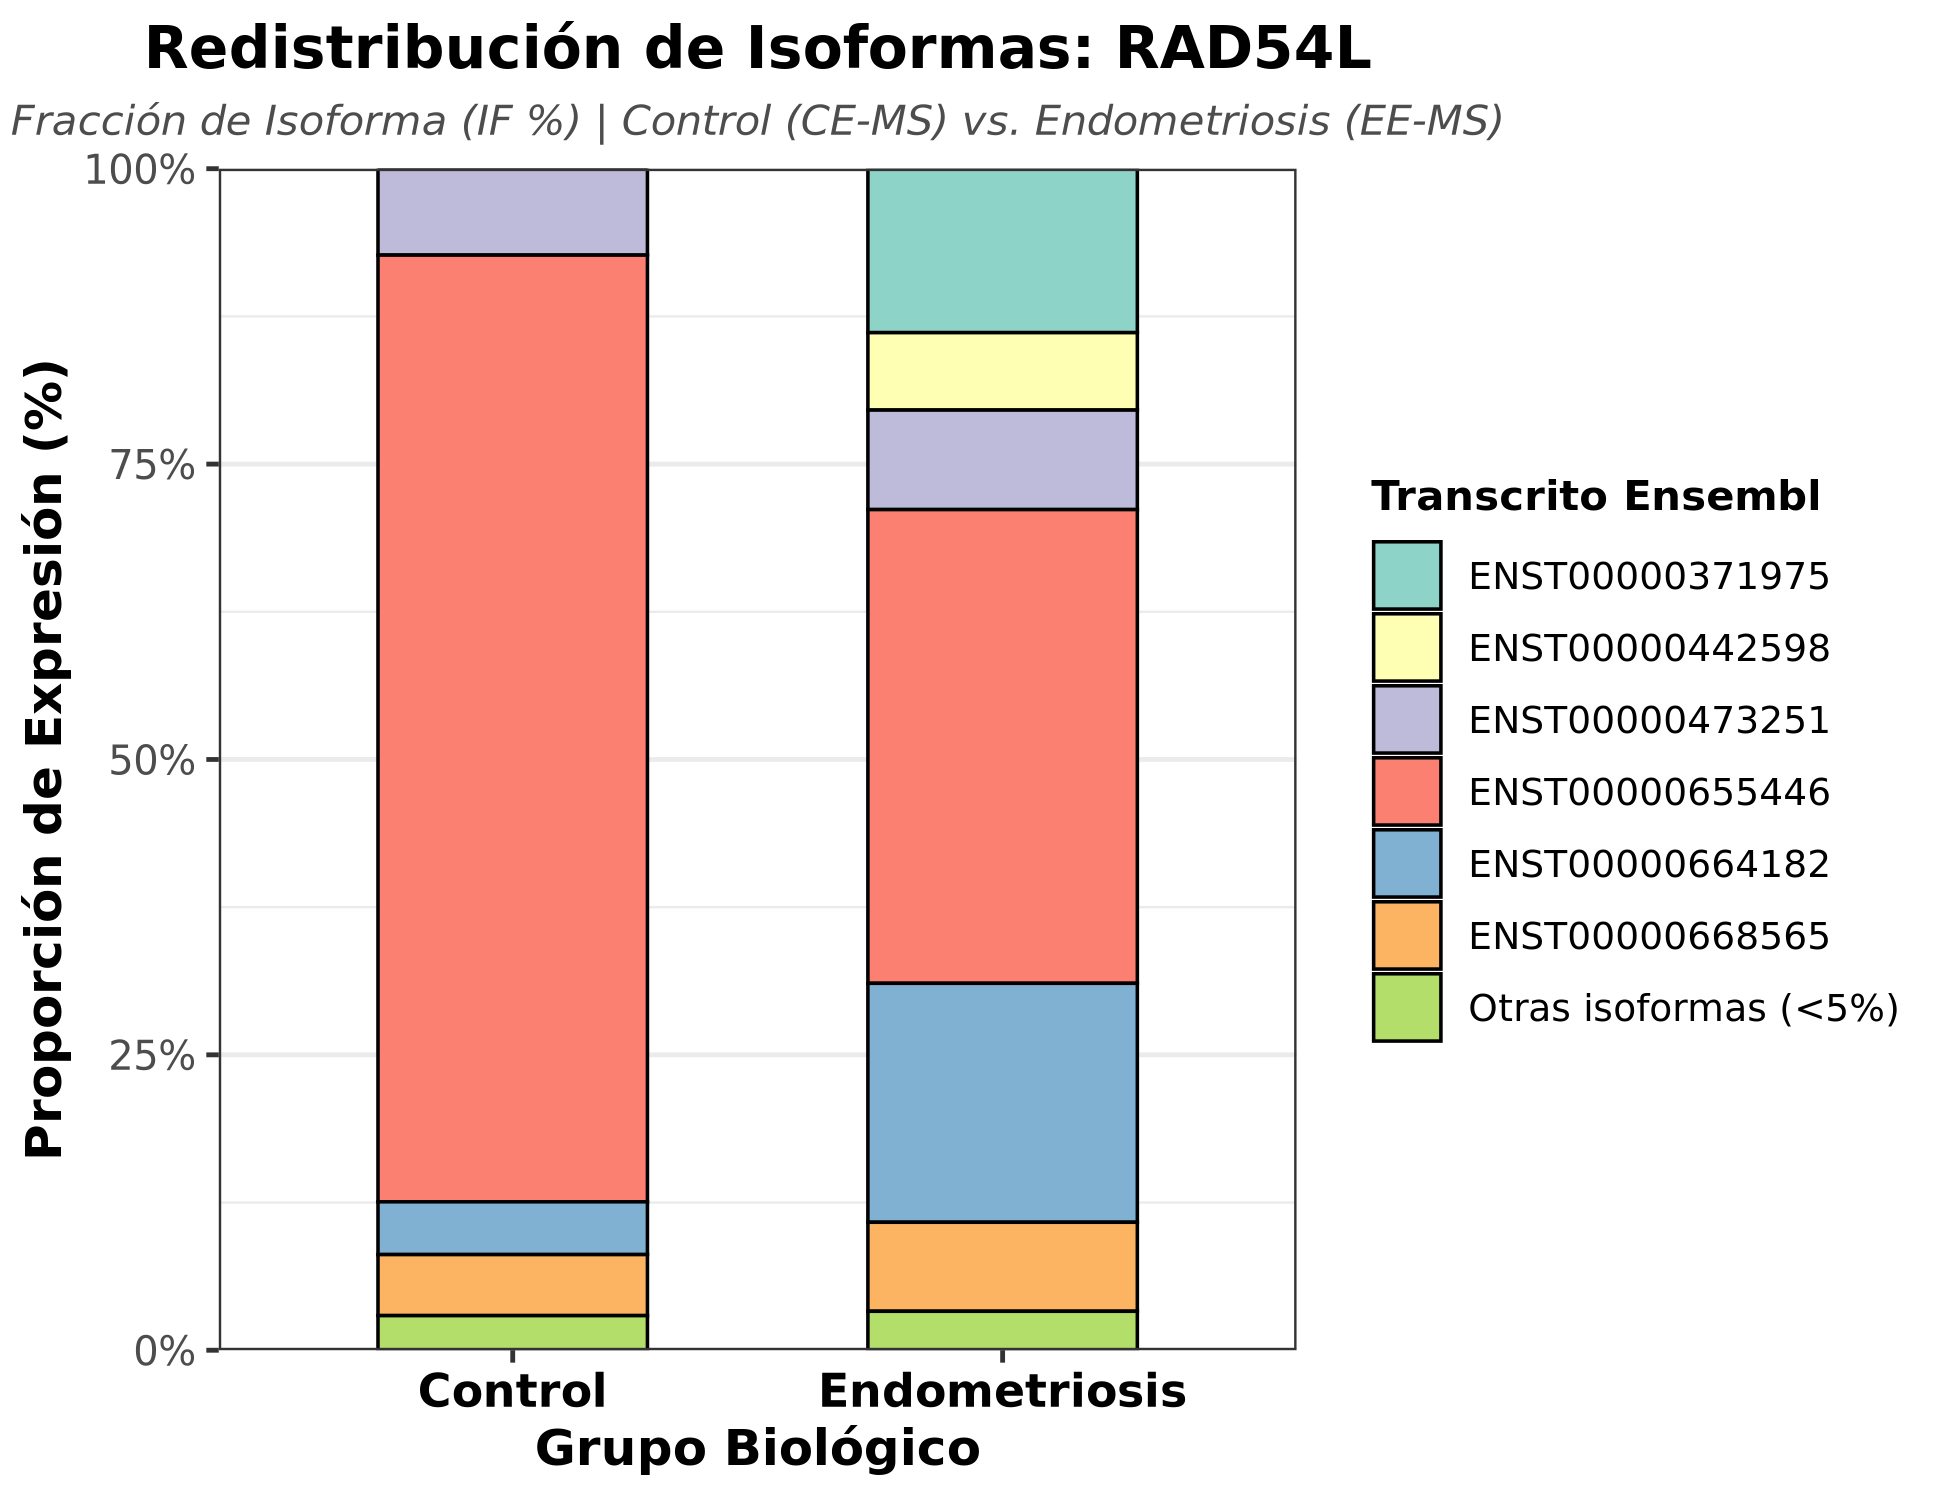 Redistribución de Isoformas: RAD54L
Fracción de Isoforma (IF %) | Control (CE-MS) vs. Endometriosis (EE-MS)
Proporción de Expresión (%)
100%
75%
50%
25%
0%
Control
Endometriosis
Grupo Biológico
Transcrito Ensembl
ENST00000371975
ENST00000442598
ENST00000473251
ENST00000655446
ENST00000664182
ENST00000668565
Otras isoformas (<5%)